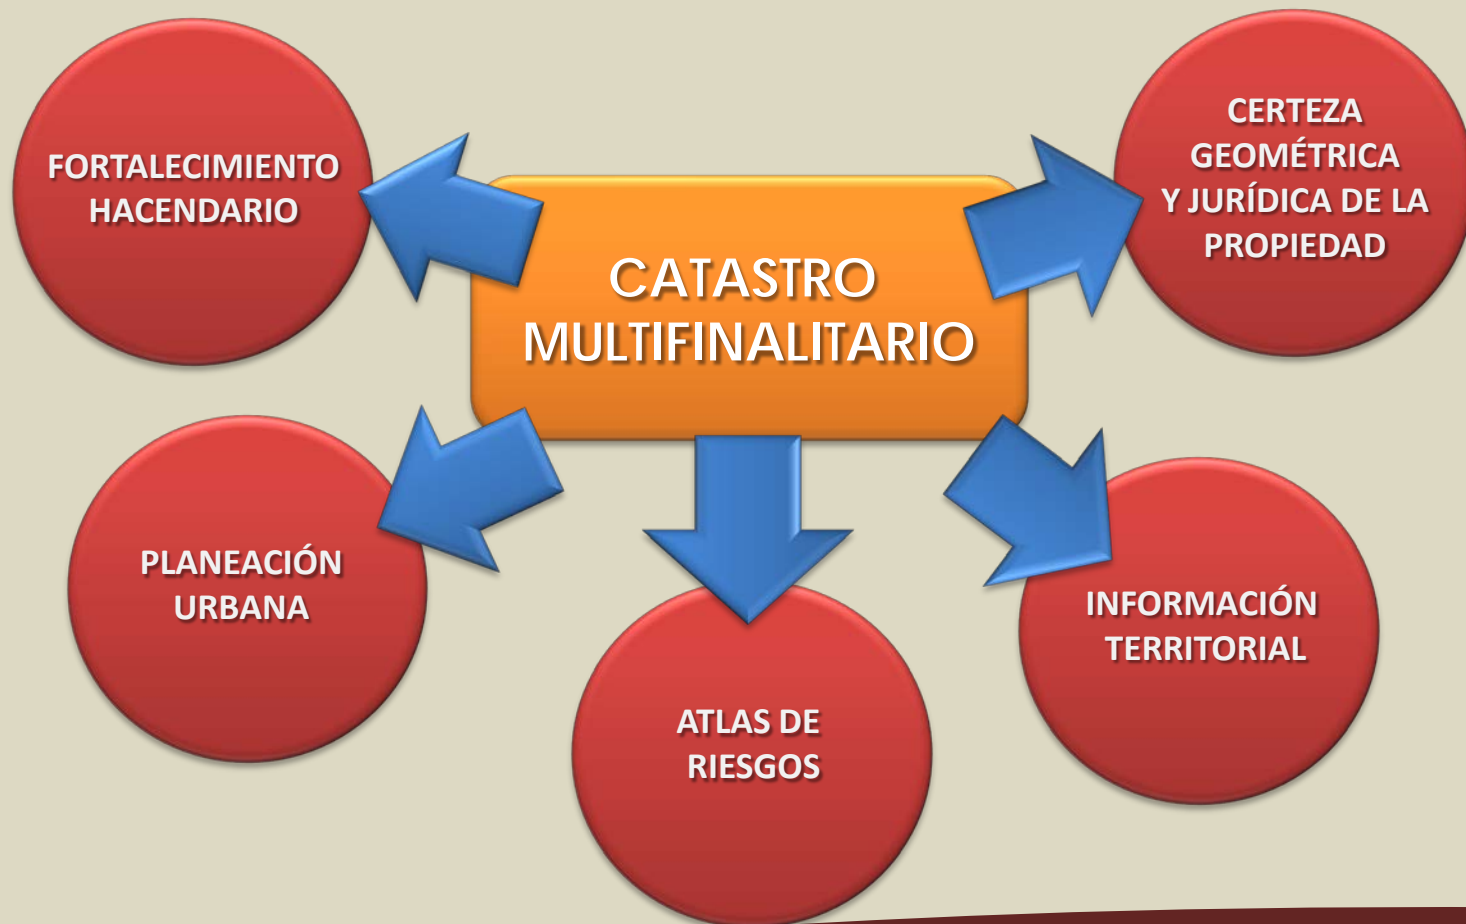 FORTALECIMIENTO
HACENDARIO
CERTEZA
GEOMÉTRICA
Y JURÍDICA DE LA
PROPIEDAD
CATASTRO
MULTIFINALITARIO
PLANEACIÓN
URBANA
INFORMACIÓN
TERRITORIAL
ATLAS DE
RIESGOS